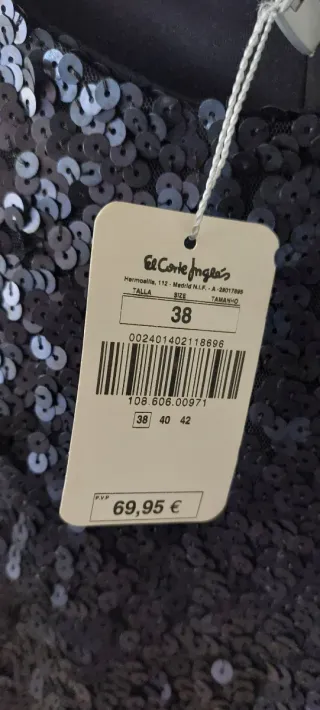 El Corte Inglés
Hermosilla, 112 - Madrid N.I.F. - A -28017895
TALLA SIZE TAMANHO
38
002401402118696
108 606.00971
38 40 42
P.V.P
69,95 €